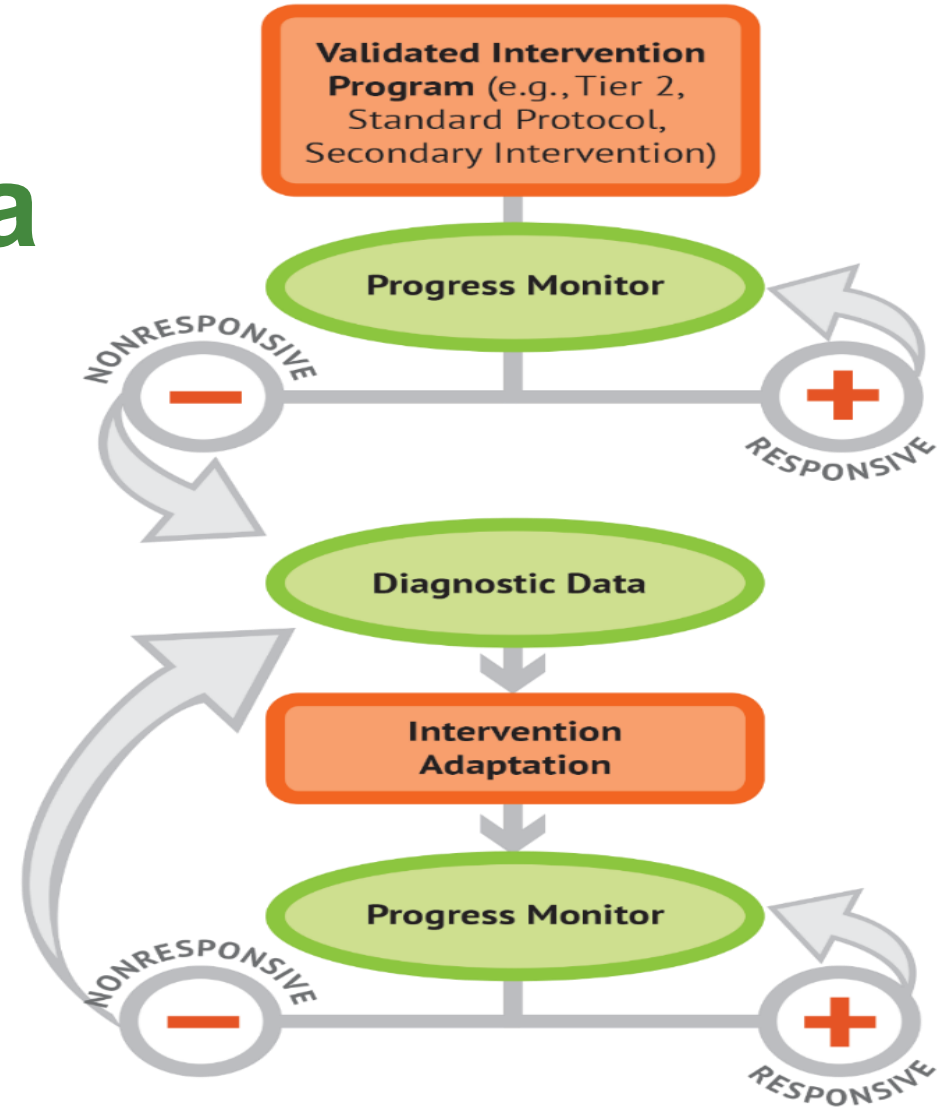 Validated Intervention
Program (e.g., Tier 2,
Standard Protocol,
Secondary Intervention)
a
Progress Monitor
NONRESPONSIVE
−
+
RESPONSIVE
Diagnostic Data
Intervention
Adaptation
Progress Monitor
NONRESPONSIVE
−
+
RESPONSIVE